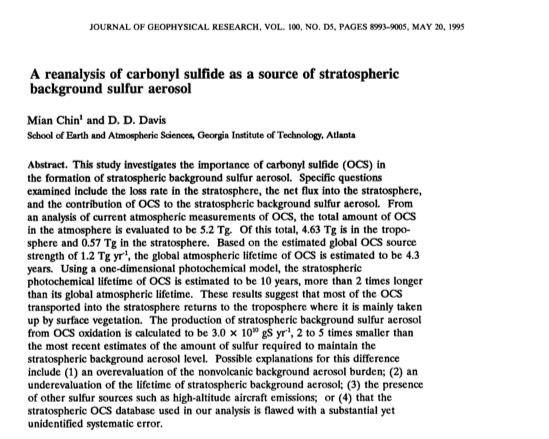 JOURNAL OF GEOPHYSICAL RESEARCH, VOL. 100, NO. D5, PAGES 8993-9005, MAY 20, 1995
A reanalysis of carbonyl sulfide as a source of stratospheric
background sulfur aerosol
Mian Chin¹ and D. D. Davis
School of Earth and Atmospheric Sciences, Georgia Institute of Technology, Atlanta
Abstract. This study investigates the importance of carbonyl sulfide (OCS) in
the formation of stratospheric background sulfur aerosol. Specific questions
examined include the loss rate in the stratosphere, the net flux into the stratosphere,
and the contribution of OCS to the stratospheric background sulfur aerosol. From
an analysis of current atmospheric measurements of OCS, the total amount of OCS
in the atmosphere is evaluated to be 5.2 Tg. Of this total, 4.63 Tg is in the tropo-
sphere and 0.57 Tg in the stratosphere. Based on the estimated global OCS source
strength of 1.2 Tg yr⁻¹, the global atmospheric lifetime of OCS is estimated to be 4.3
years. Using a one-dimensional photochemical model, the stratospheric
photochemical lifetime of OCS is estimated to be 10 years, more than 2 times longer
than its global atmospheric lifetime. These results suggest that most of the OCS
transported into the stratosphere returns to the troposphere where it is mainly taken
up by surface vegetation. The production of stratospheric background sulfur aerosol
from OCS oxidation is calculated to be 3.0 × 10¹⁰ gS yr⁻¹, 2 to 5 times smaller than
the most recent estimates of the amount of sulfur required to maintain the
stratospheric background aerosol level. Possible explanations for this difference
include (1) an overevaluation of the nonvolcanic background aerosol burden; (2) an
underevaluation of the lifetime of stratospheric background aerosol; (3) the presence
of other sulfur sources such as high-altitude aircraft emissions; or (4) that the
stratospheric OCS database used in our analysis is flawed with a substantial yet
unidentified systematic error.